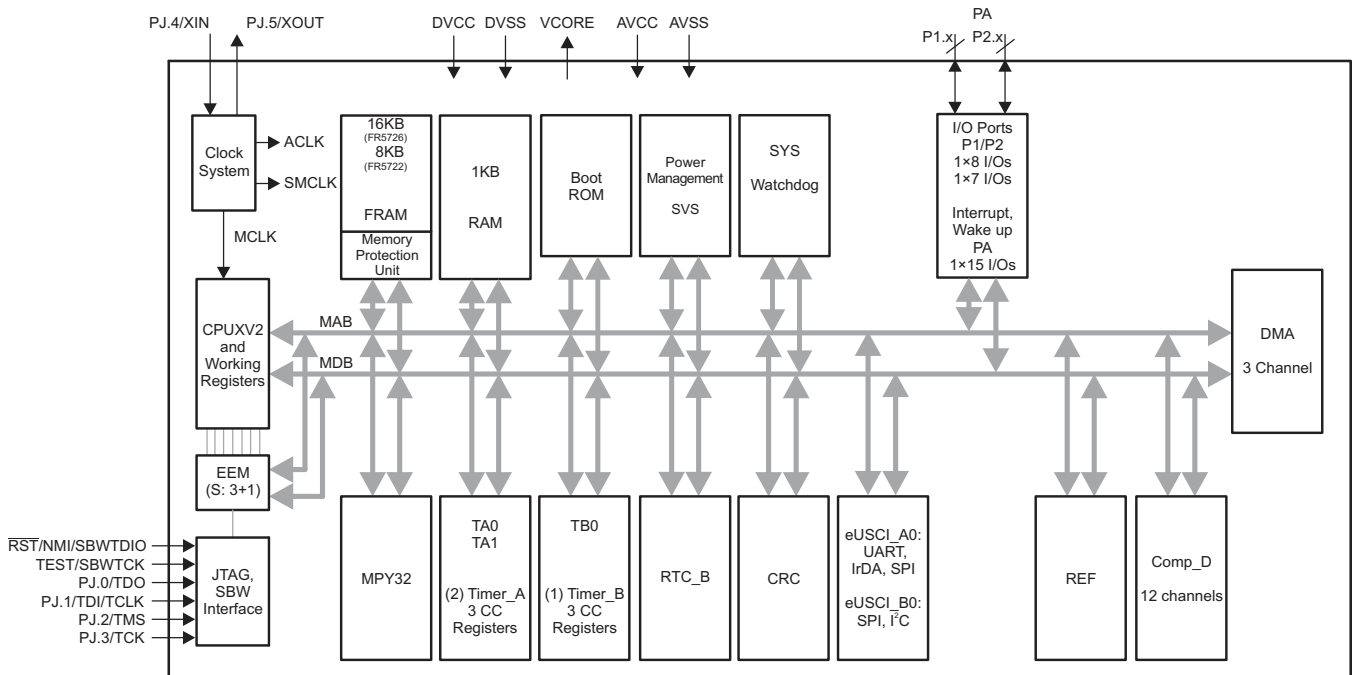 PJ.4/XIN
PJ.5/XOUT
DVCC
DVSS
VCORE
AVCC
AVSS
PA
P1.x
P2.x
Clock
System
ACLK
SMCLK
MCLK
16KB
(FR5726)
8KB
(FR5722)
FRAM
Memory
Protection
Unit
1KB
RAM
Boot
ROM
Power
Management
SVS
SYS
Watchdog
I/O Ports
P1/P2
1×8 I/Os
1×7 I/Os
Interrupt,
Wake up
PA
1×15 I/Os
CPUXV2
and
Working
Registers
MAB
MDB
DMA
3 Channel
EEM
(S: 3+1)
RST/NMI/SBWTDIO
TEST/SBWTCK
PJ.0/TDO
PJ.1/TDI/TCLK
PJ.2/TMS
PJ.3/TCK
JTAG,
SBW
Interface
MPY32
TA0
TA1
(2) Timer_A
3 CC
Registers
TB0
(1) Timer_B
3 CC
Registers
RTC_B
CRC
eUSCI_A0:
UART,
IrDA, SPI
eUSCI_B0:
SPI, I²C
REF
Comp_D
12 channels